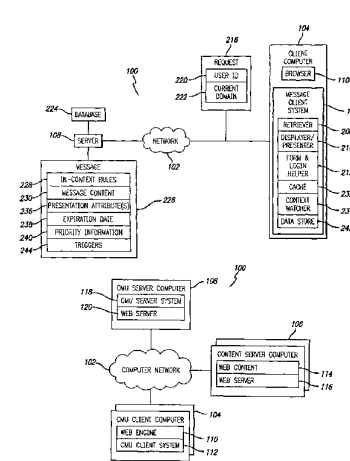 100
216
REQUEST
220
USER ID
222
CURRENT
DOMAIN
104
CLIENT
COMPUTER
BROWSER
110
MESSAGE
CLIENT
SYSTEM
RETRIEVER
DISPLAYER/
PRESENTER
FORM &
LOGIN
HELPER
CACHE
CONTEXT
WATCHER
DATA STORE
224
DATABASE
108
SERVER
NETWORK
102
MESSAGE
228
IN-CONTEXT RULES
230
MESSAGE CONTENT
236
PRESENTATION ATTRIBUTE(S)
238
EXPIRATION DATE
240
PRIORITY INFORMATION
244
TRIGGERS
226
CMU SERVER COMPUTER
106
118
CMU SERVER SYSTEM
120
WEB SERVER
100
102
COMPUTER NETWORK
108
CONTENT SERVER COMPUTER
WEB CONTENT
114
WEB SERVER
116
104
CMU CLIENT COMPUTER
WEB ENGINE
110
CMU CLIENT SYSTEM
112